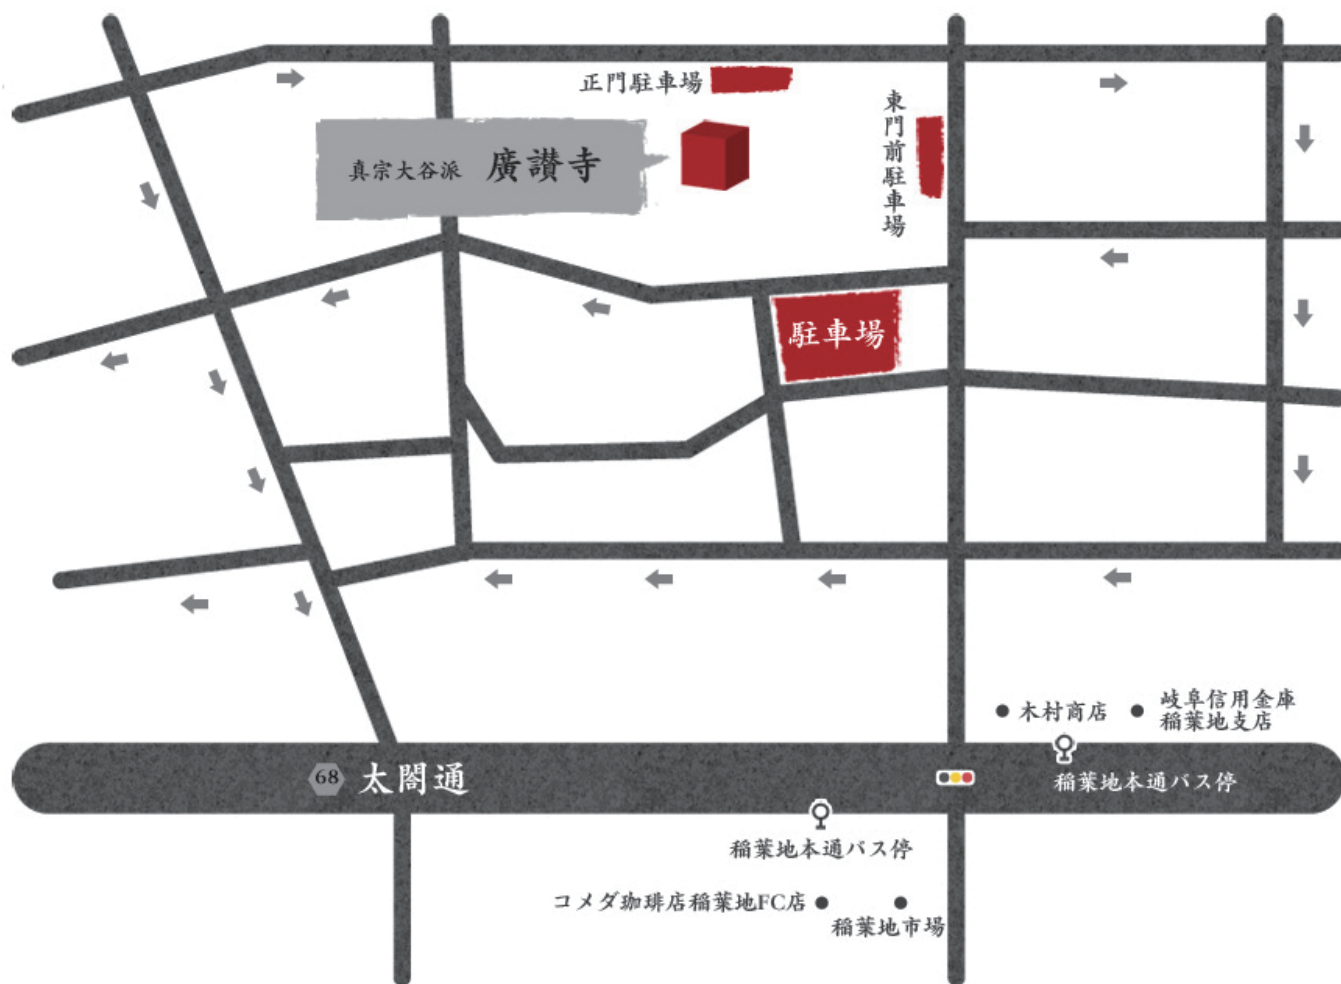 正門駐車場
東門前駐車場
真宗大谷派 廣讃寺
駐車場
木村商店
岐阜信用金庫
稲葉地支店
68 太閤通
稲葉地本通バス停
稲葉地本通バス停
コメダ珈琲店稲葉地FC店
稲葉地市場